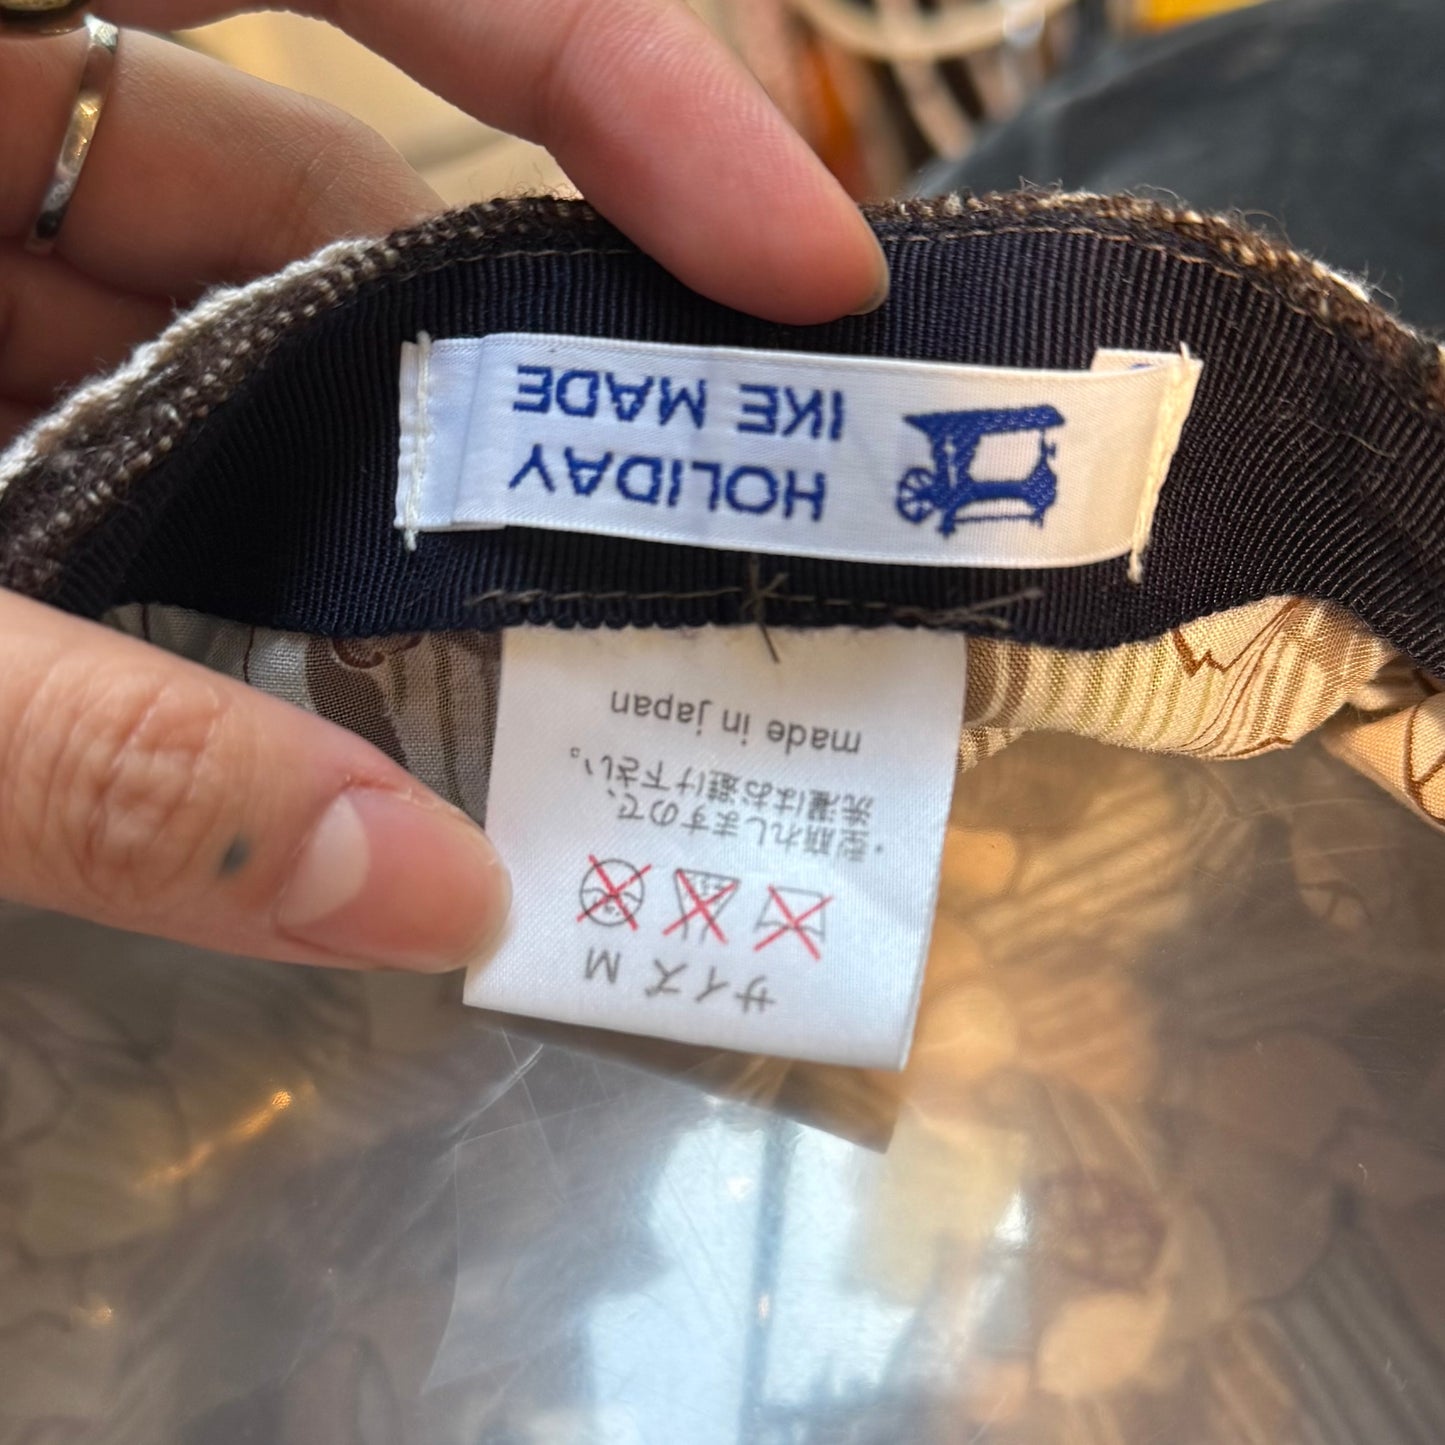 HOLIDAY
IKE MADE
サイズ M
・型崩れしますので、
洗濯はお避け下さい。
made in japan